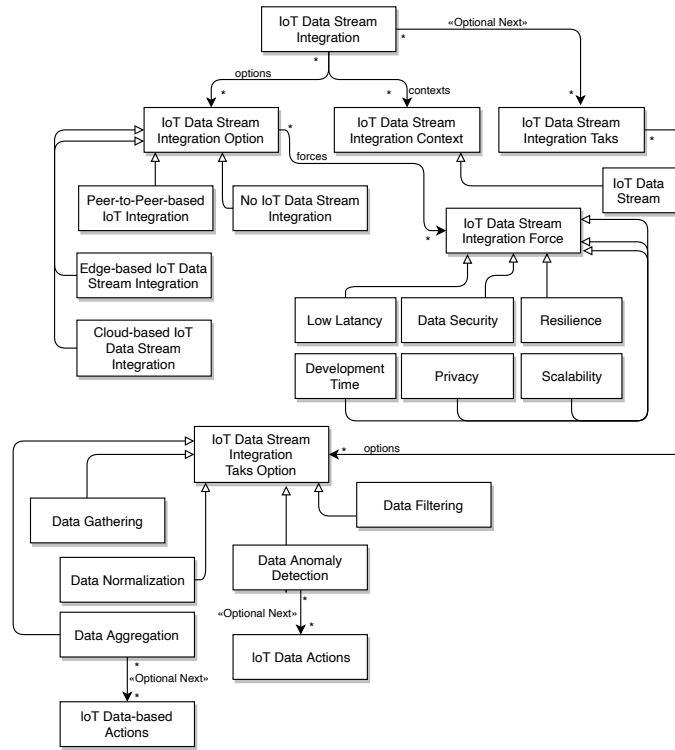 IoT Data Stream
Integration
«Optional Next»
*
*
*
options
contexts
*
*
*
IoT Data Stream
Integration Option
IoT Data Stream
Integration Context
IoT Data Stream
Integration Taks
*
*
forces
Peer-to-Peer-based
IoT Integration
No IoT Data Stream
Integration
IoT Data
Stream
IoT Data Stream
Integration Force
*
Edge-based IoT Data
Stream Integration
Cloud-based IoT
Data Stream
Integration
Low Latancy
Data Security
Resilience
Development
Time
Privacy
Scalability
IoT Data Stream
Integration
Taks Option
*
options
Data Gathering
Data Filtering
Data Normalization
Data Anomaly
Detection
*
«Optional Next»
*
Data Aggregation
IoT Data Actions
*
«Optional Next»
*
IoT Data-based
Actions